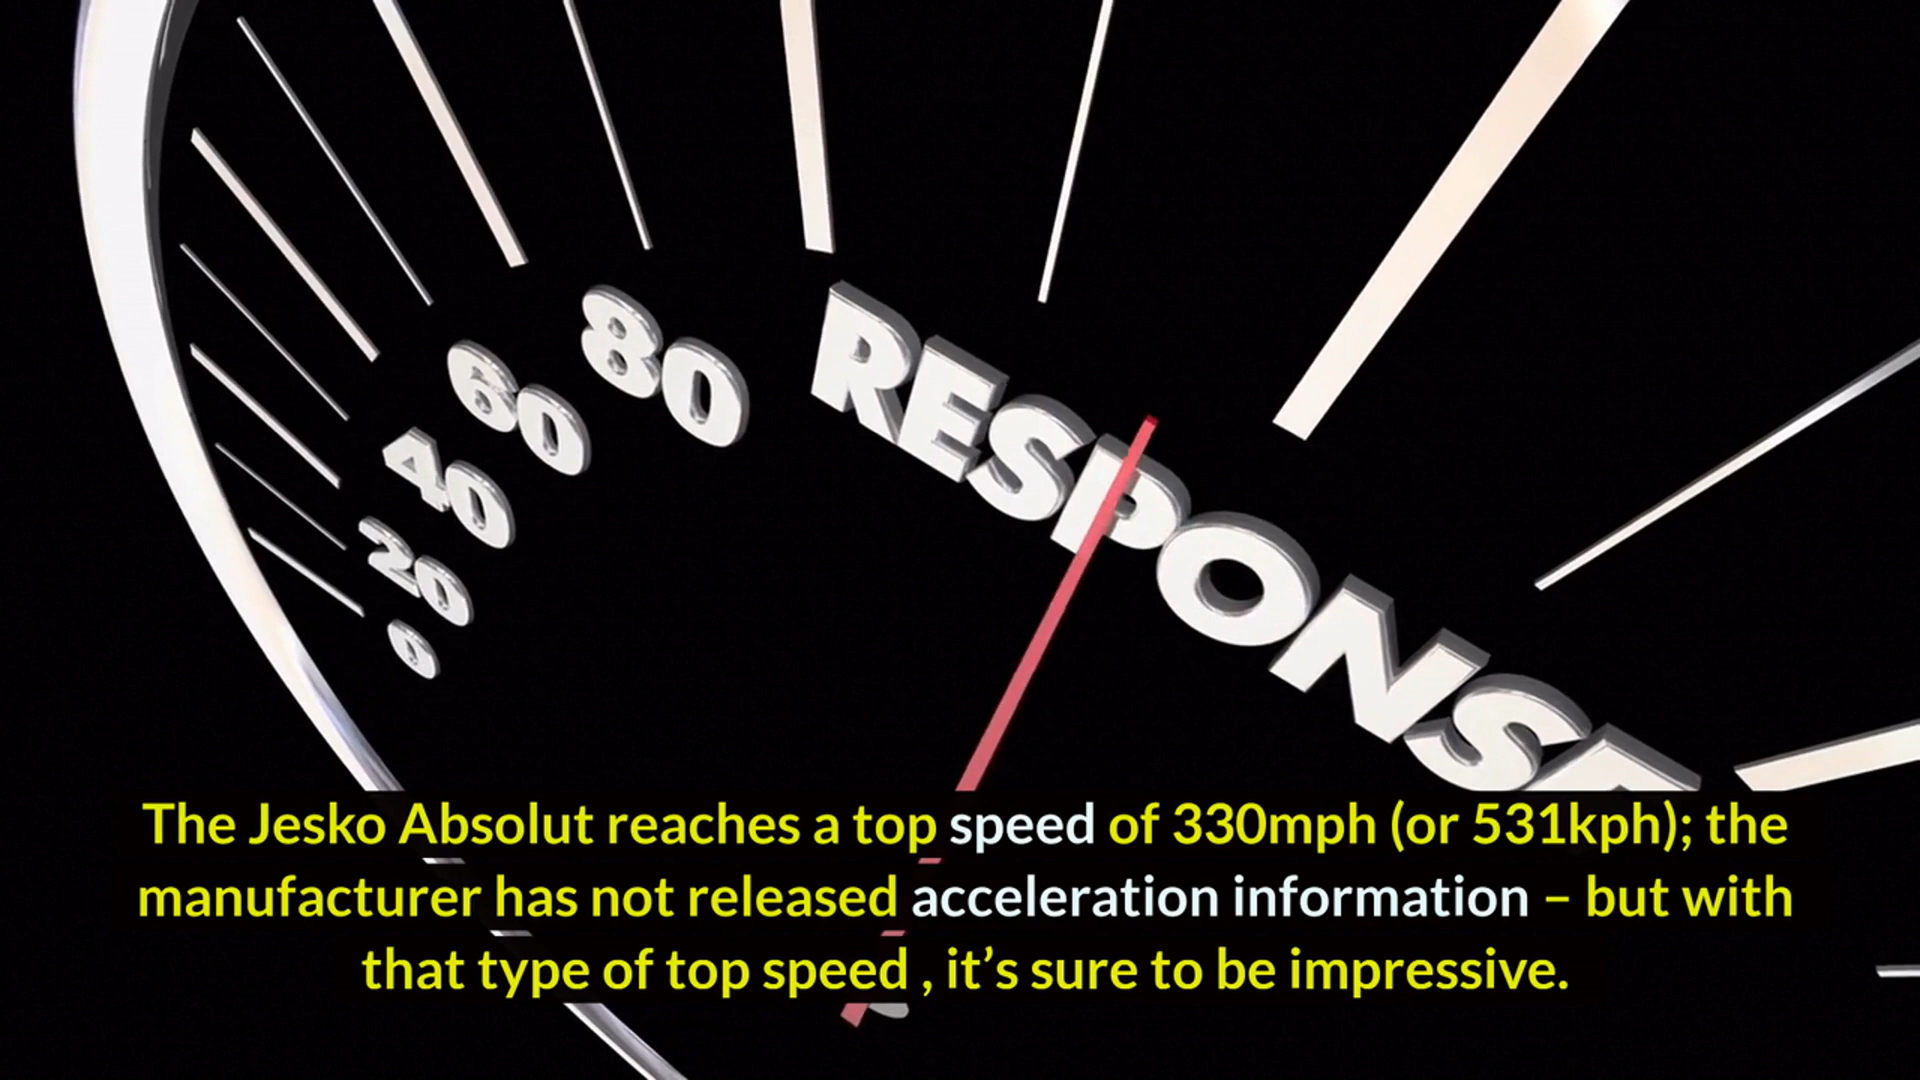 0
20
40
60
80
RESPONSE
The Jesko Absolut reaches a top speed of 330mph (or 531kph); the
manufacturer has not released acceleration information – but with
that type of top speed , it’s sure to be impressive.